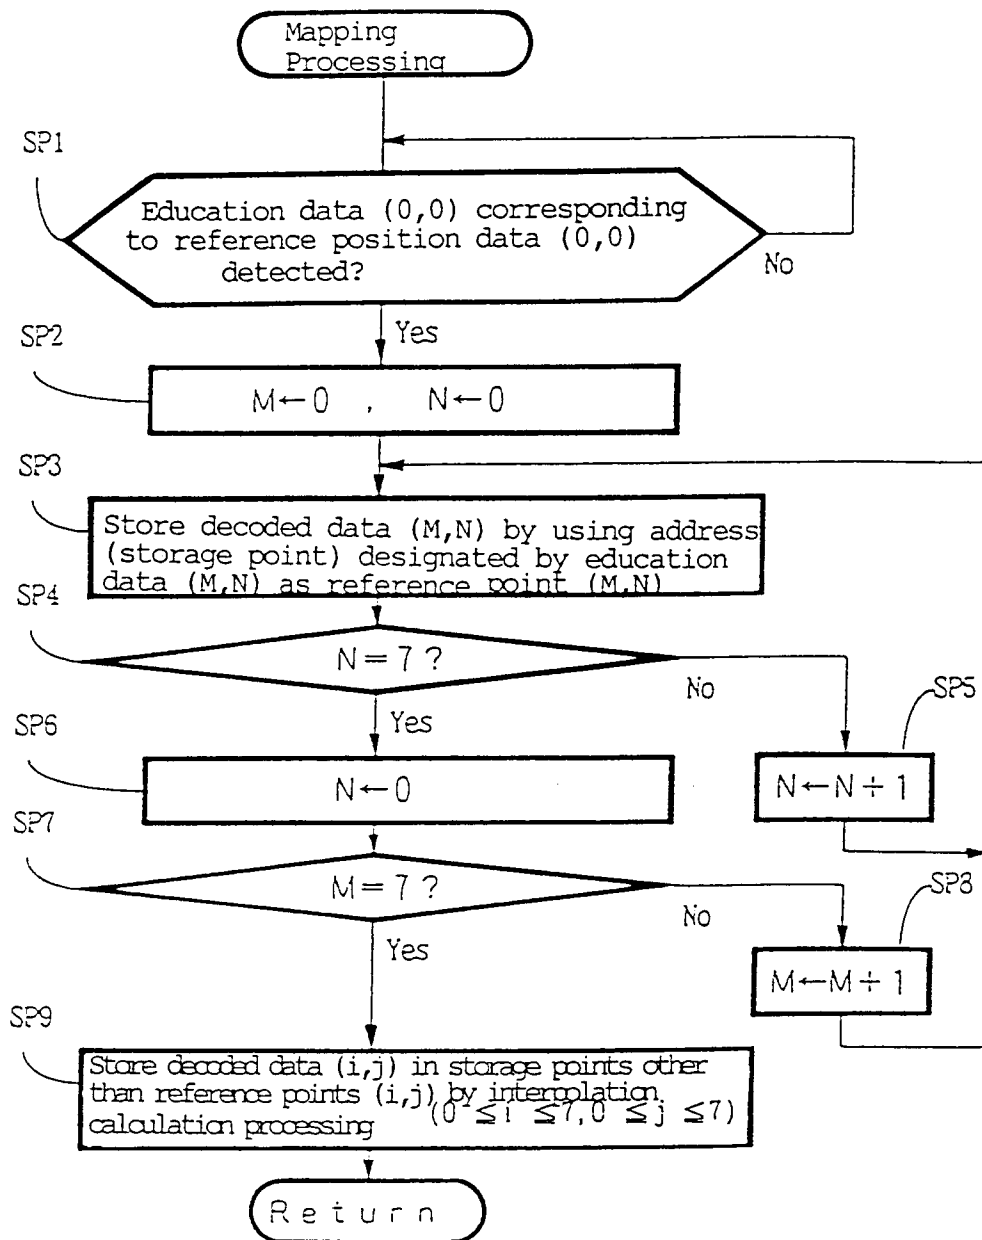 Mapping
Processing
SP1
Education data (0,0) corresponding
to reference position data (0,0)
detected?
No
Yes
SP2
M←0 , N←0
SP3
Store decoded data (M,N) by using address
(storage point) designated by education
data (M,N) as reference point (M,N)
SP4
N=7?
No
Yes
SP5
N←N+1
SP6
N←0
SP7
M=7?
No
Yes
SP8
M←M+1
SP9
Store decoded data (i,j) in storage points other
than reference points (i,j) by interpolation
calculation processing (0 ≦i ≦7,0 ≦j ≦7)
Return